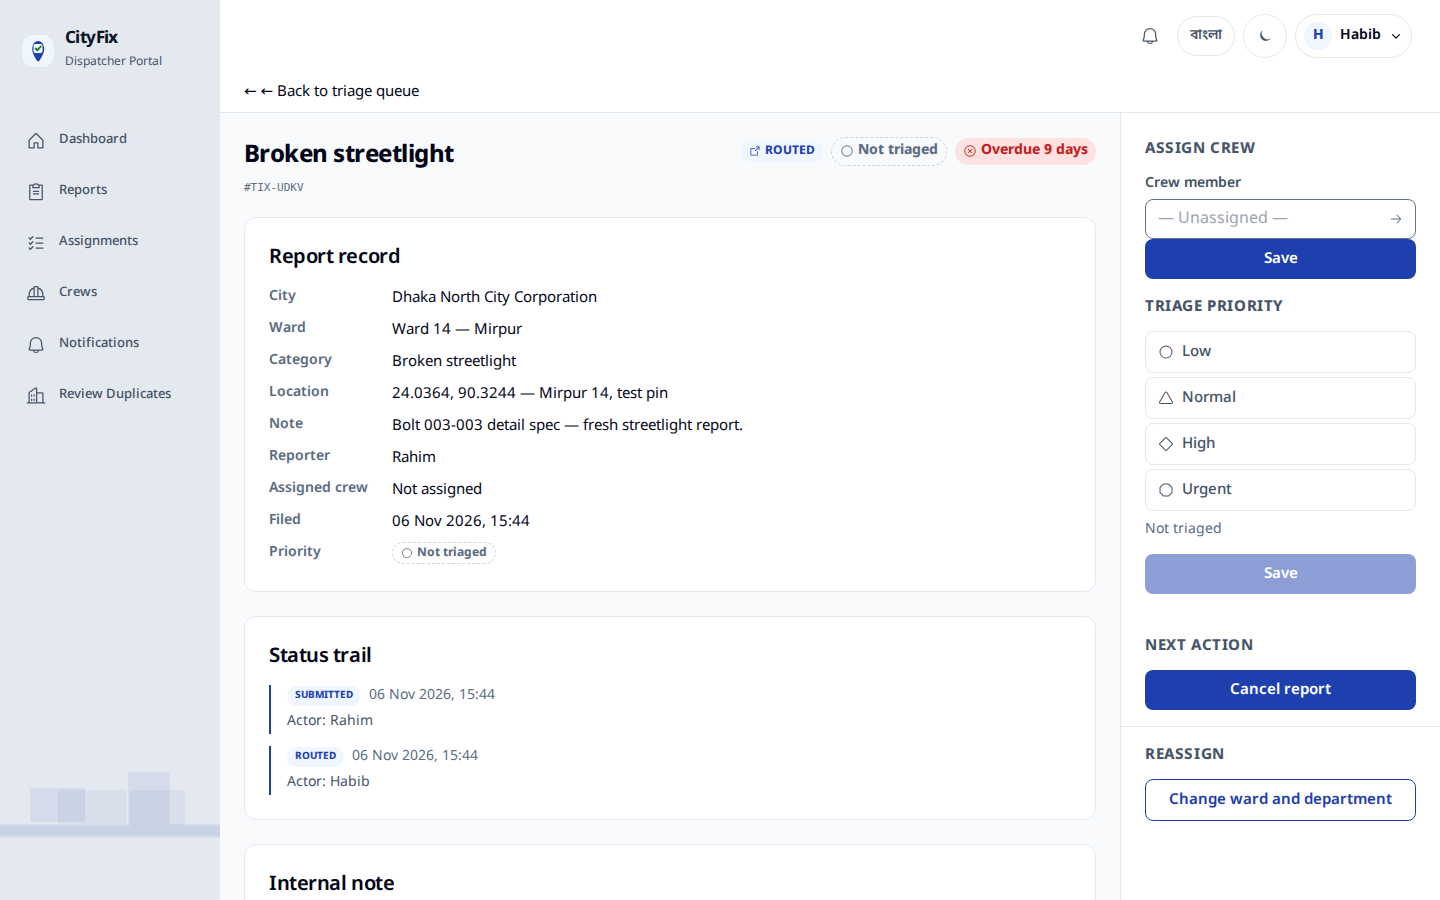 CityFix
Dispatcher Portal
Dashboard
Reports
Assignments
Crews
Notifications
Review Duplicates
বাংলা
H Habib
← ← Back to triage queue
Broken streetlight
ROUTED
Not triaged
Overdue 9 days
#TIX-UDKV
Report record
City Dhaka North City Corporation
Ward Ward 14 — Mirpur
Category Broken streetlight
Location 24.0364, 90.3244 — Mirpur 14, test pin
Note Bolt 003-003 detail spec — fresh streetlight report.
Reporter Rahim
Assigned crew Not assigned
Filed 06 Nov 2026, 15:44
Priority Not triaged
Status trail
SUBMITTED 06 Nov 2026, 15:44
Actor: Rahim
ROUTED 06 Nov 2026, 15:44
Actor: Habib
Internal note
ASSIGN CREW
Crew member
— Unassigned — →
Save
TRIAGE PRIORITY
Low
Normal
High
Urgent
Not triaged
Save
NEXT ACTION
Cancel report
REASSIGN
Change ward and department